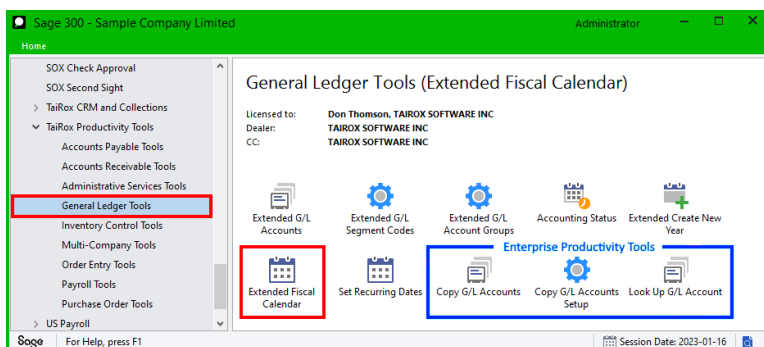 Sage 300 - Sample Company Limited
Administrator
Home
SOX Check Approval
SOX Second Sight
TaiRox CRM and Collections
TaiRox Productivity Tools
Accounts Payable Tools
Accounts Receivable Tools
Administrative Services Tools
General Ledger Tools
Inventory Control Tools
Multi-Company Tools
Order Entry Tools
Payroll Tools
Purchase Order Tools
US Payroll
General Ledger Tools (Extended Fiscal Calendar)
Licensed to: Don Thomson, TAIROX SOFTWARE INC
Dealer: TAIROX SOFTWARE INC
CC: TAIROX SOFTWARE INC
Extended G/L
Accounts
Extended G/L
Segment Codes
Extended G/L
Account Groups
Accounting Status
Extended Create New
Year
Enterprise Productivity Tools
Extended Fiscal
Calendar
Set Recurring Dates
Copy G/L Accounts
Copy G/L Accounts
Setup
Look Up G/L Account
Sage
For Help, press F1
Session Date: 2023-01-16